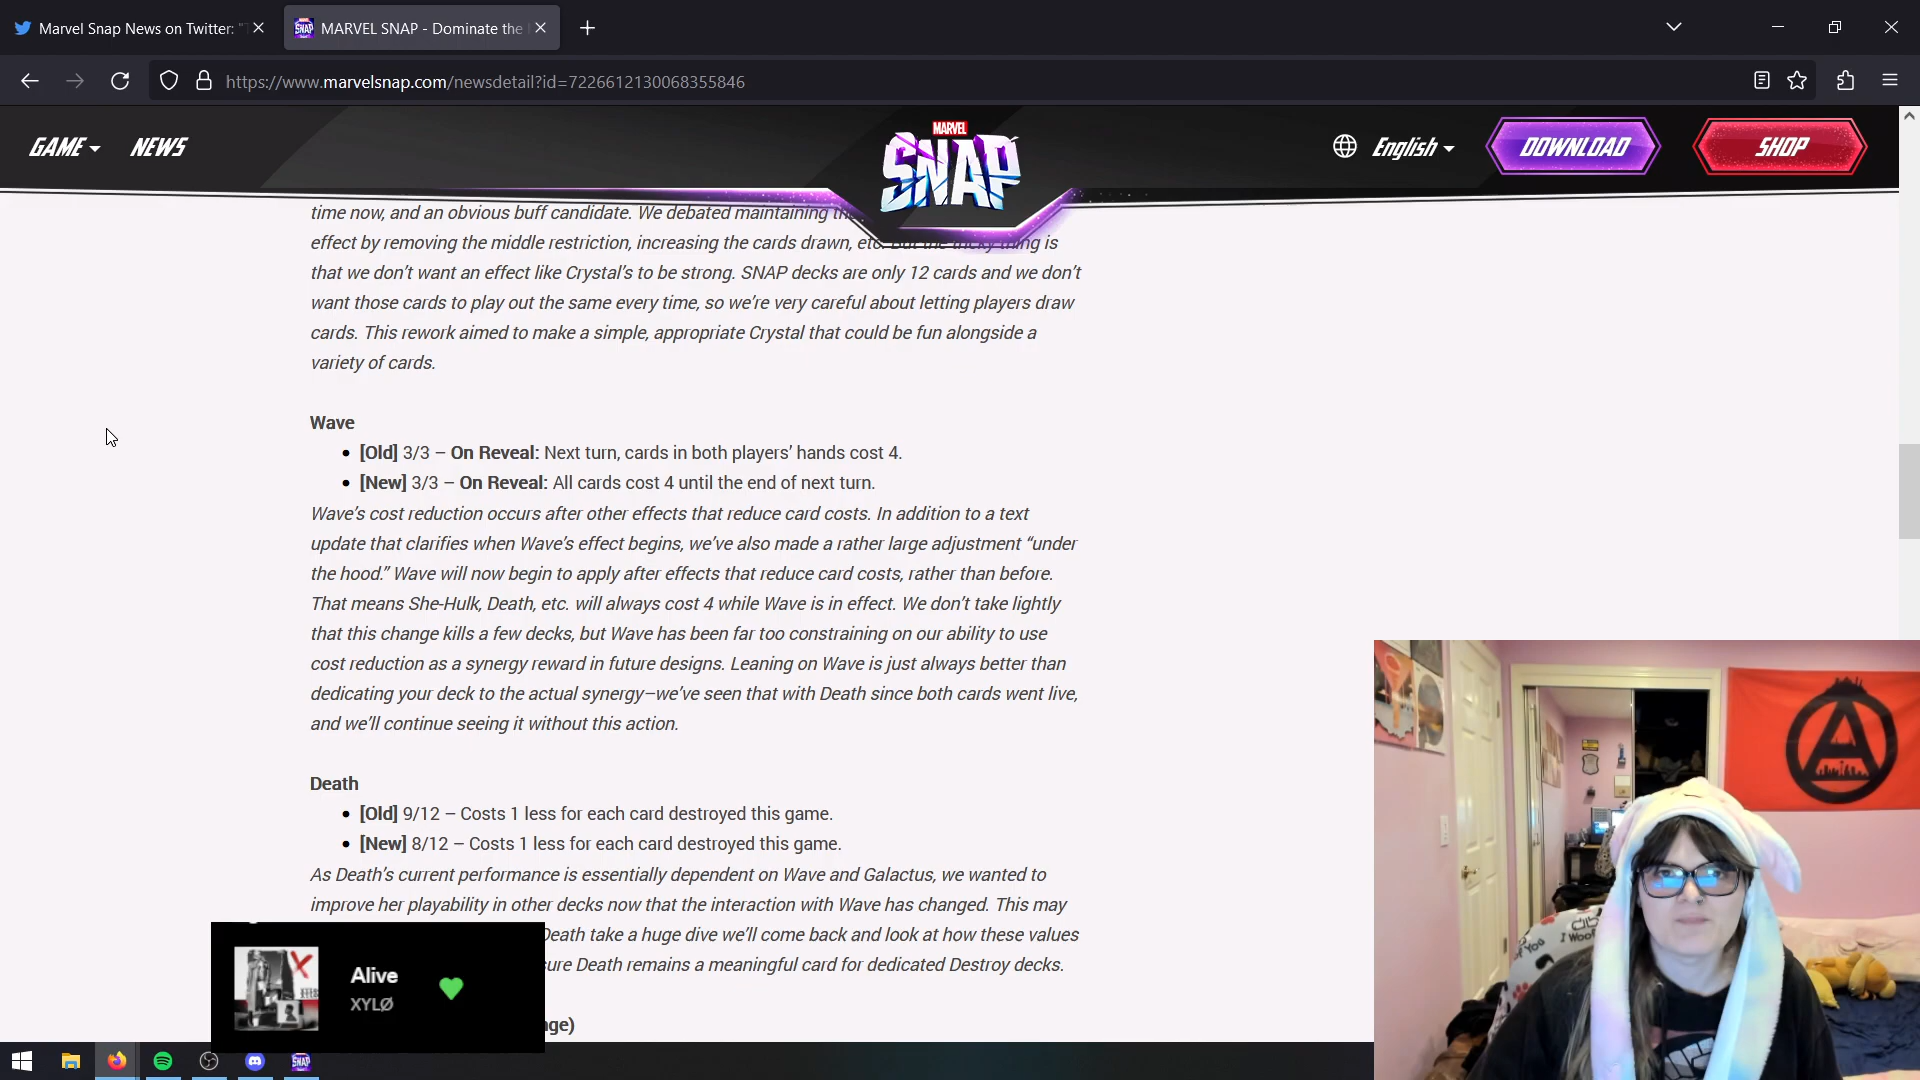 Marvel Snap News on Twitter: "T
MARVEL SNAP - Dominate the
https://www.marvelsnap.com/newsdetail?id=7226612130068355846
GAME
NEWS
MARVEL
SNAP
English
DOWNLOAD
SHOP
time now, and an obvious buff candidate. We debated maintaining
effect by removing the middle restriction, increasing the cards drawn, etc. But the tricky thing is
that we don't want an effect like Crystal's to be strong. SNAP decks are only 12 cards and we don't
want those cards to play out the same every time, so we're very careful about letting players draw
cards. This rework aimed to make a simple, appropriate Crystal that could be fun alongside a
variety of cards.
Wave
• [Old] 3/3 – On Reveal: Next turn, cards in both players' hands cost 4.
• [New] 3/3 – On Reveal: All cards cost 4 until the end of next turn.
Wave's cost reduction occurs after other effects that reduce card costs. In addition to a text
update that clarifies when Wave's effect begins, we've also made a rather large adjustment “under
the hood.” Wave will now begin to apply after effects that reduce card costs, rather than before.
That means She-Hulk, Death, etc. will always cost 4 while Wave is in effect. We don't take lightly
that this change kills a few decks, but Wave has been far too constraining on our ability to use
cost reduction as a synergy reward in future designs. Leaning on Wave is just always better than
dedicating your deck to the actual synergy–we've seen that with Death since both cards went live,
and we'll continue seeing it without this action.
Death
• [Old] 9/12 – Costs 1 less for each card destroyed this game.
• [New] 8/12 – Costs 1 less for each card destroyed this game.
As Death's current performance is essentially dependent on Wave and Galactus, we wanted to
improve her playability in other decks now that the interaction with Wave has changed. This may
Death take a huge dive we'll come back and look at how these values
sure Death remains a meaningful card for dedicated Destroy decks.
nge)
Alive
XYLØ